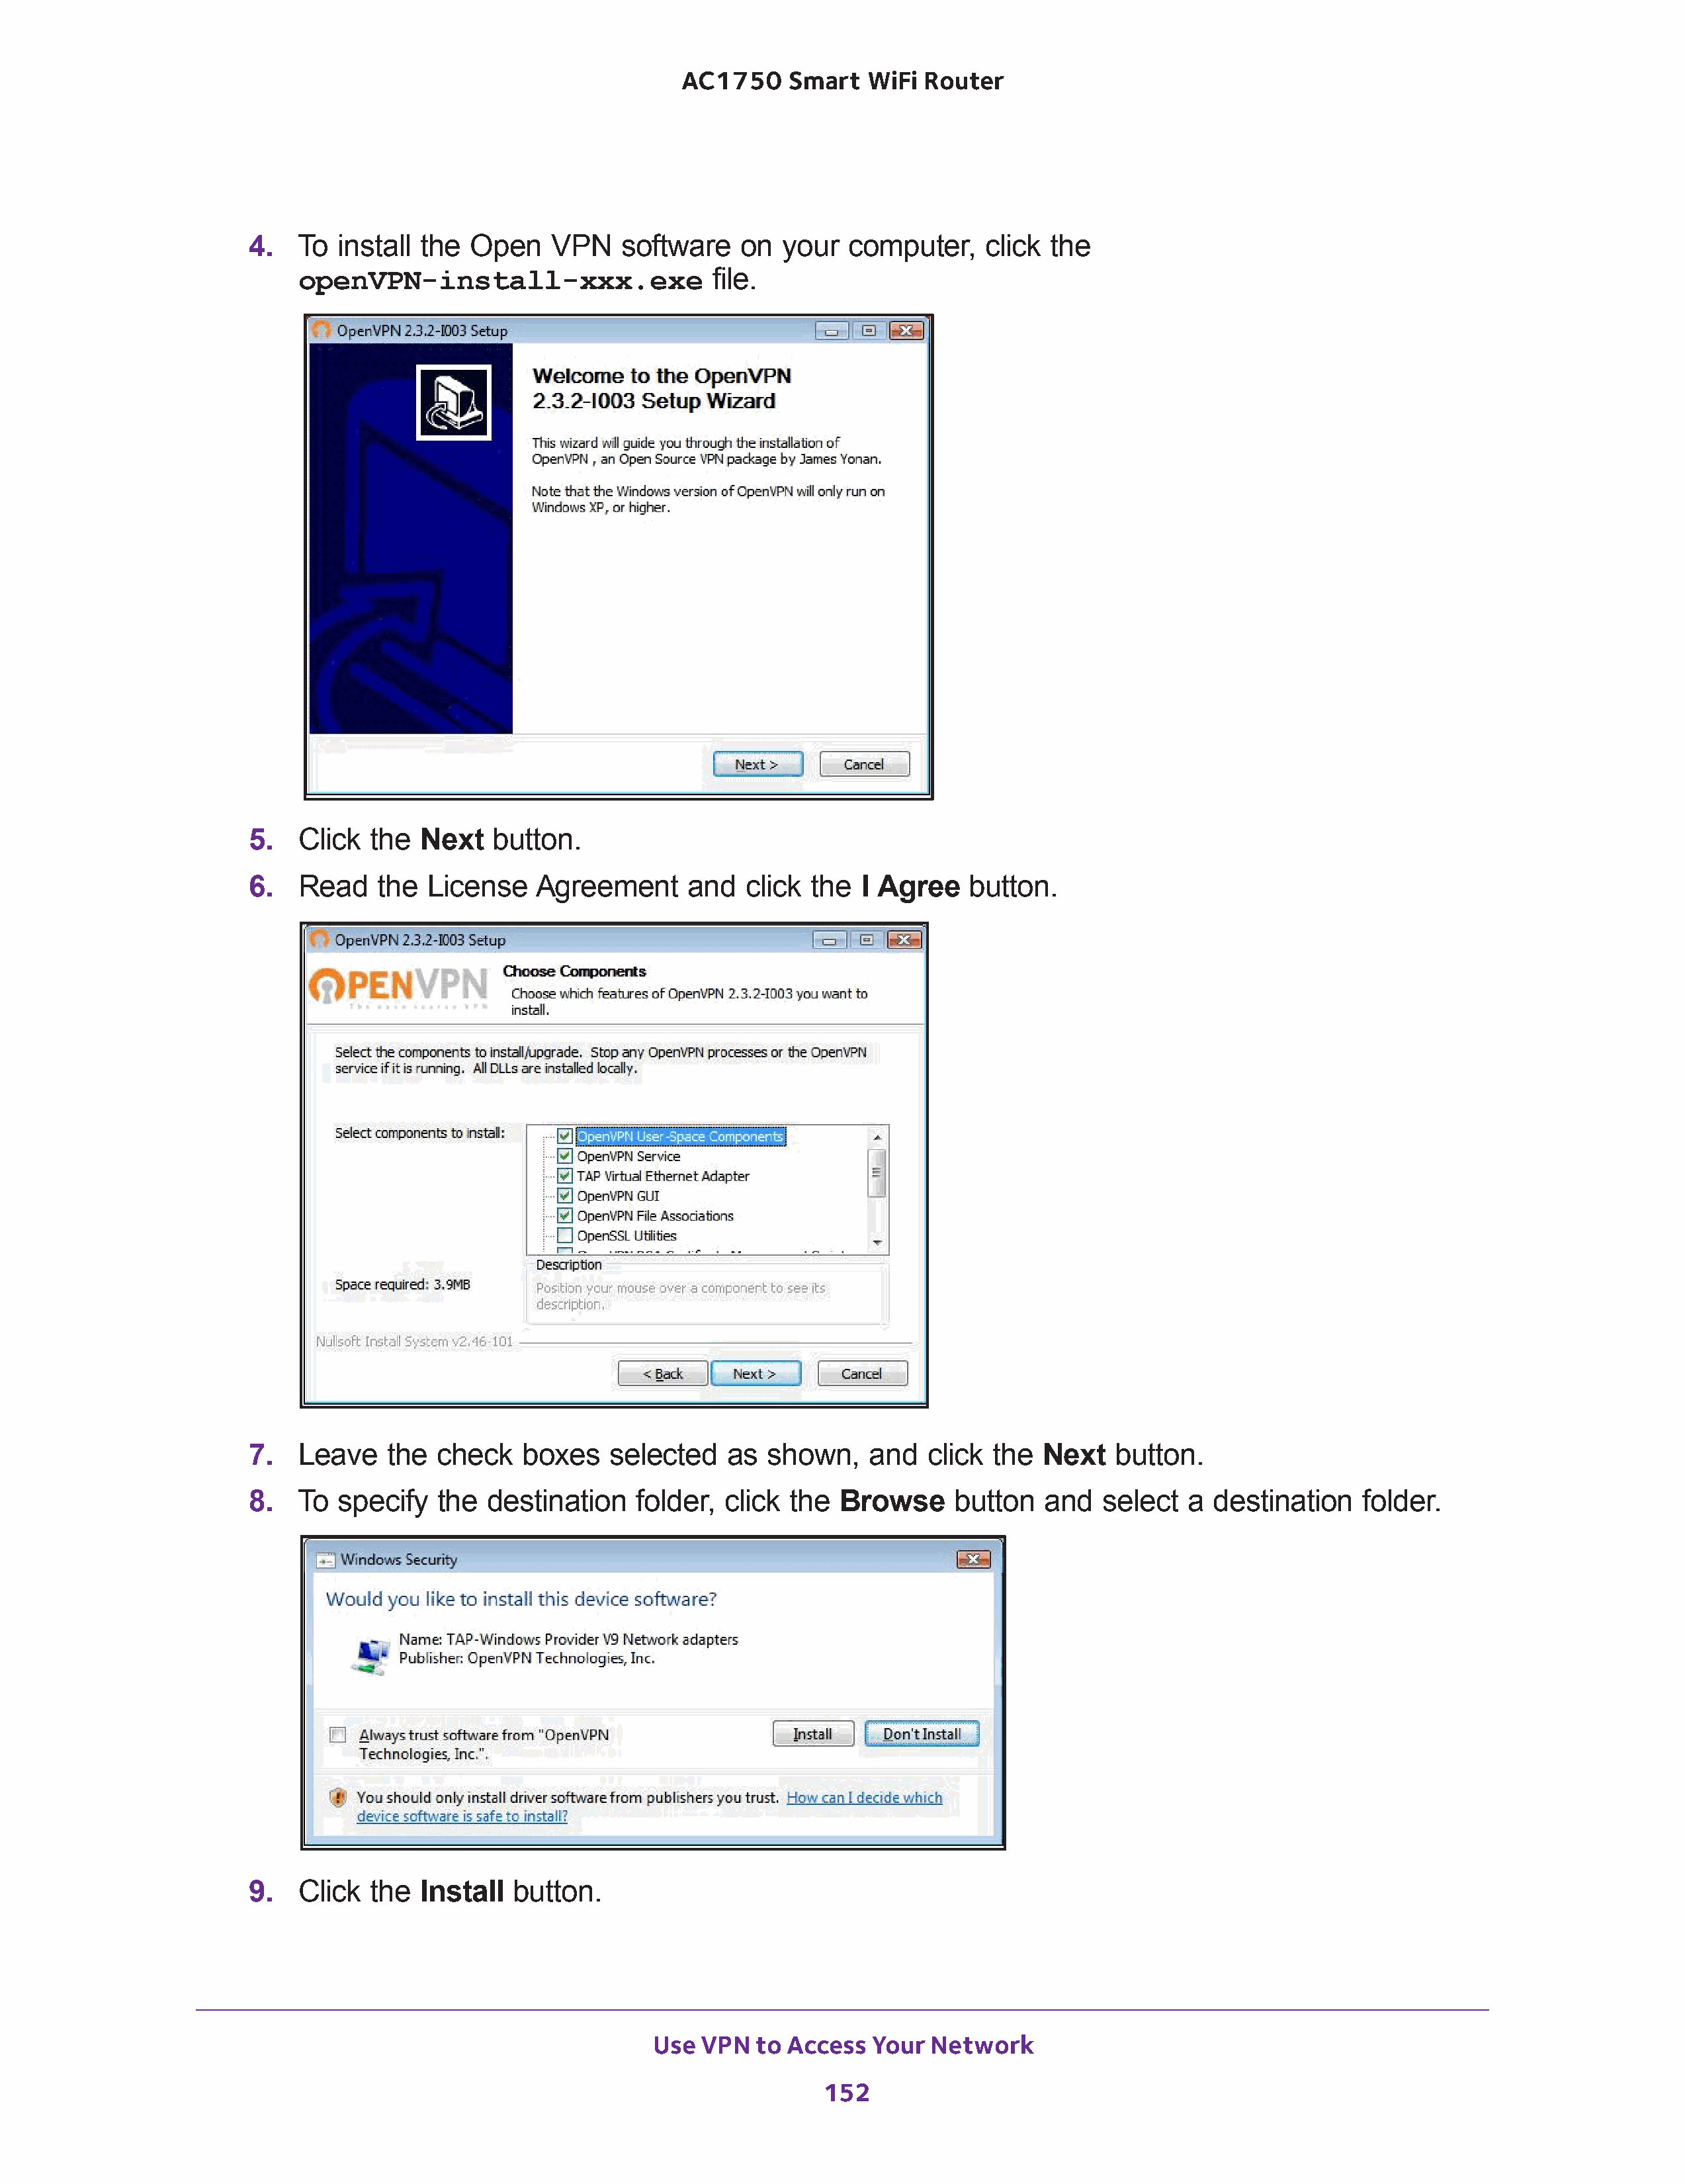 AC1750 Smart WiFi Router
4. To install the Open VPN software on your computer, click the
openVPN-install-xxx.exe file.
OpenVPN 2.3.2-I003 Setup
Welcome to the OpenVPN
2.3.2-I003 Setup Wizard
This wizard will guide you through the installation of
OpenVPN , an Open Source VPN package by James Yonan.
Note that the Windows version of OpenVPN will only run on
Windows XP, or higher.
Next >
Cancel
5. Click the Next button.
6. Read the License Agreement and click the I Agree button.
OpenVPN 2.3.2-I003 Setup
OPENVPN
Choose Components
Choose which features of OpenVPN 2.3.2-I003 you want to
install.
Select the components to install/upgrade. Stop any OpenVPN processes or the OpenVPN
service if it is running. All DLLs are installed locally.
Select components to install:
OpenVPN User-Space Components
OpenVPN Service
TAP Virtual Ethernet Adapter
OpenVPN GUI
OpenVPN File Associations
OpenSSL Utilities
Description
Space required: 3.9MB
Position your mouse over a component to see its
description.
Nullsoft Install System v2.46-101
< Back
Next >
Cancel
7. Leave the check boxes selected as shown, and click the Next button.
8. To specify the destination folder, click the Browse button and select a destination folder.
Windows Security
Would you like to install this device software?
Name: TAP-Windows Provider V9 Network adapters
Publisher: OpenVPN Technologies, Inc.
Always trust software from "OpenVPN
Technologies, Inc.".
Install
Don't Install
You should only install driver software from publishers you trust. How can I decide which
device software is safe to install?
9. Click the Install button.
Use VPN to Access Your Network
152